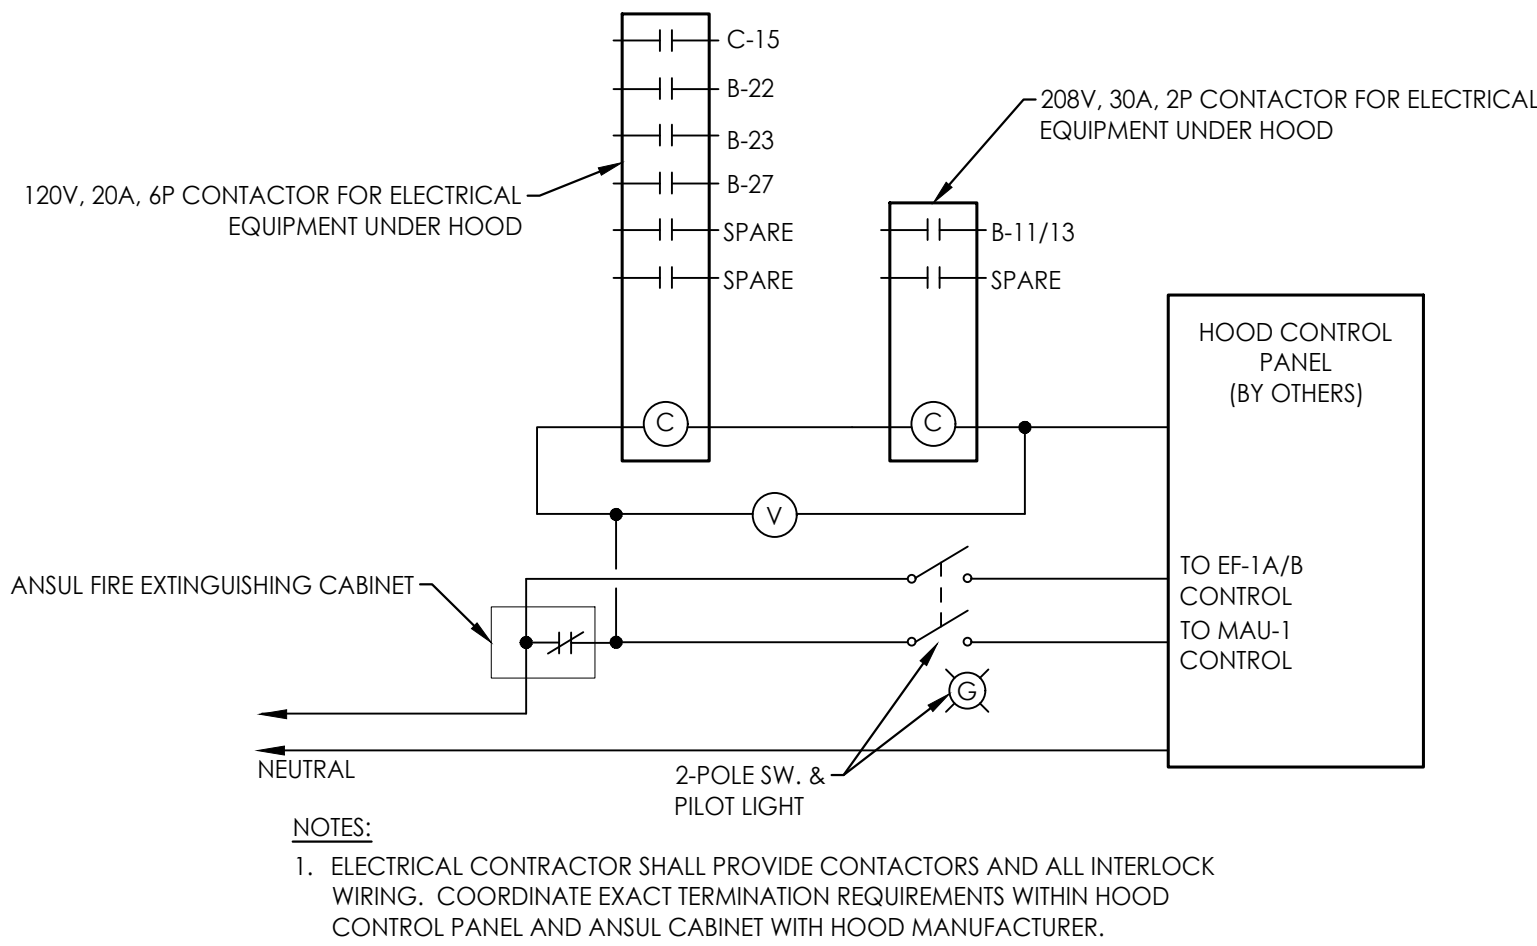 C-15
B-22
B-23
B-27
SPARE
SPARE
120V, 20A, 6P CONTACTOR FOR ELECTRICAL
EQUIPMENT UNDER HOOD
208V, 30A, 2P CONTACTOR FOR ELECTRICAL
EQUIPMENT UNDER HOOD
B-11/13
SPARE
HOOD CONTROL
PANEL
(BY OTHERS)
C
C
V
ANSUL FIRE EXTINGUISHING CABINET
TO EF-1A/B
CONTROL
TO MAU-1
CONTROL
G
NEUTRAL
2-POLE SW. &
PILOT LIGHT
NOTES:
1. ELECTRICAL CONTRACTOR SHALL PROVIDE CONTACTORS AND ALL INTERLOCK
WIRING. COORDINATE EXACT TERMINATION REQUIREMENTS WITHIN HOOD
CONTROL PANEL AND ANSUL CABINET WITH HOOD MANUFACTURER.